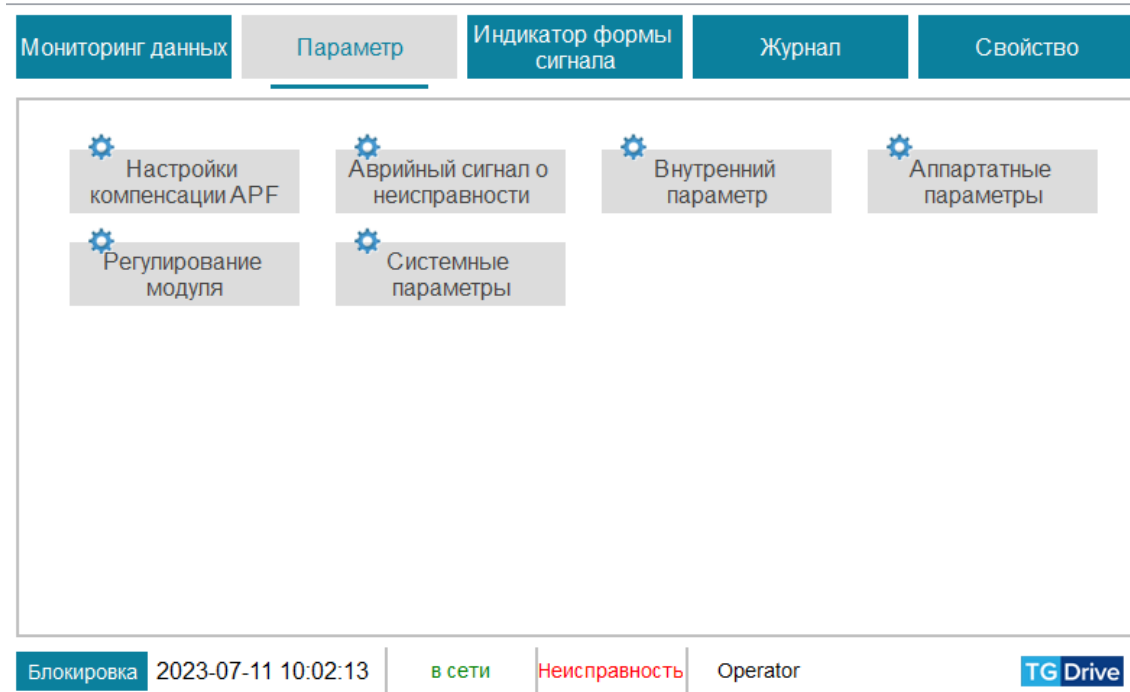 Мониторинг данных
Параметр
Индикатор формы
сигнала
Журнал
Свойство
Настройки
компенсации APF
Аврийный сигнал о
неисправности
Внутренний
параметр
Аппартатные
параметры
Регулирование
модуля
Системные
параметры
Блокировка 2023-07-11 10:02:13 в сети Неисправность Operator TG Drive